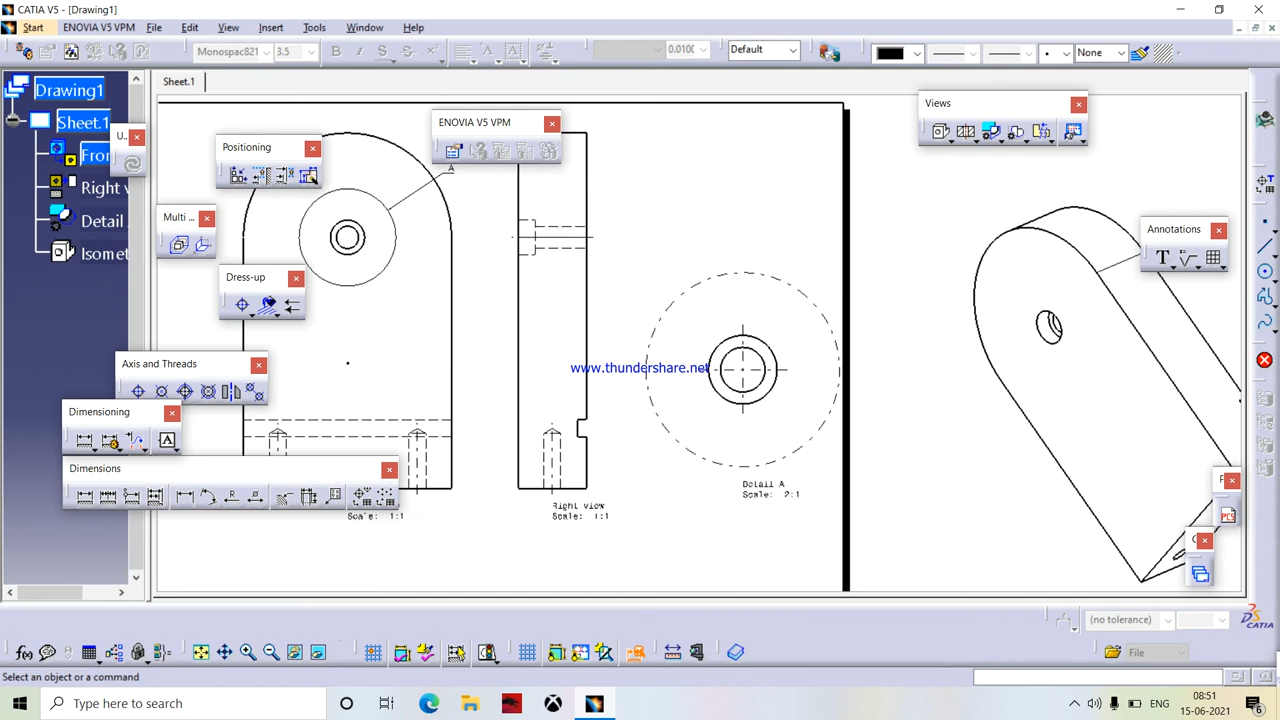 CATIA V5 - [Drawing1]
Start ENOVIA V5 VPM File Edit View Insert Tools Window Help
Monospac821 3.5 B I S 0.0100 Default None
Drawing1
Sheet.1
Sheet.1
Fron
Right v
Detail
Isomet
U..
Positioning
ENOVIA V5 VPM
Views
A
Multi ...
Annotations
Dress-up
www.thundershare.net
Axis and Threads
Dimensioning
Dimensions
Scale: 1:1
Right view
Scale: 1:1
Detail A
Scale: 2:1
PCS
(no tolerance)
CATIA
File
Select an object or a command
Type here to search
ENG
08:51
15-06-2021
6